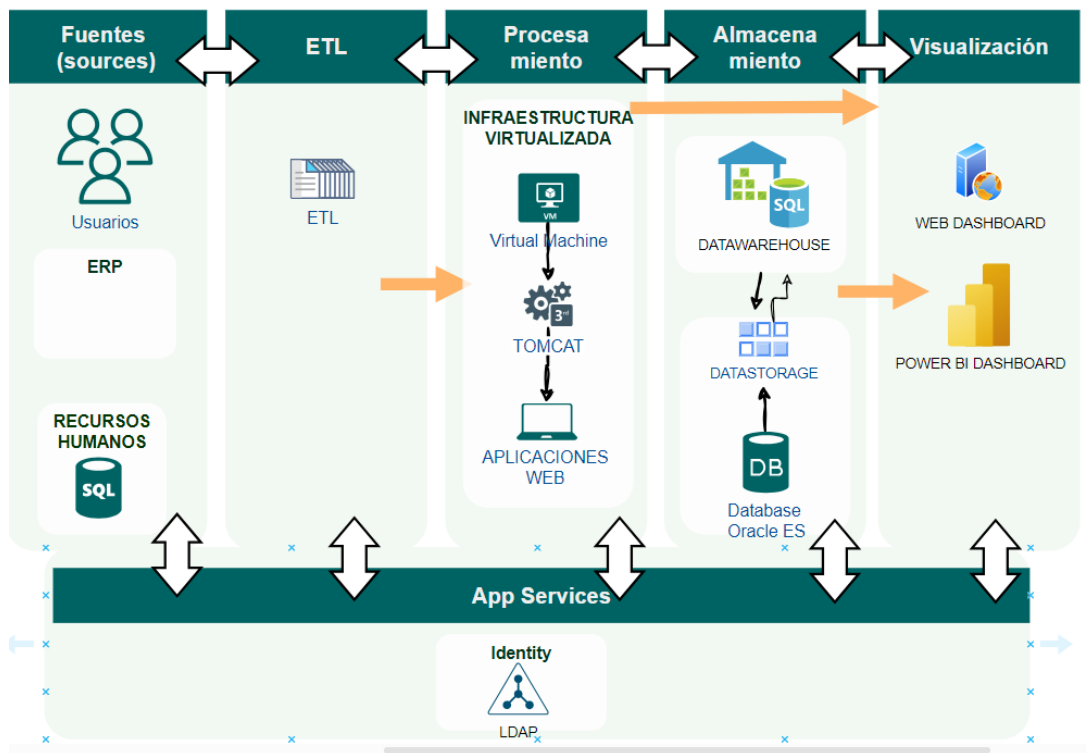 Fuentes
(sources)
ETL
Procesa
miento
Almacena
miento
Visualización
Usuarios
ERP
RECURSOS
HUMANOS
SQL
ETL
INFRAESTRUCTURA
VIRTUALIZADA
VM
Virtual Machine
3rd
TOMCAT
APLICACIONES
WEB
SQL
DATAWAREHOUSE
DATASTORAGE
DB
Database
Oracle ES
WEB DASHBOARD
POWER BI DASHBOARD
App Services
Identity
LDAP